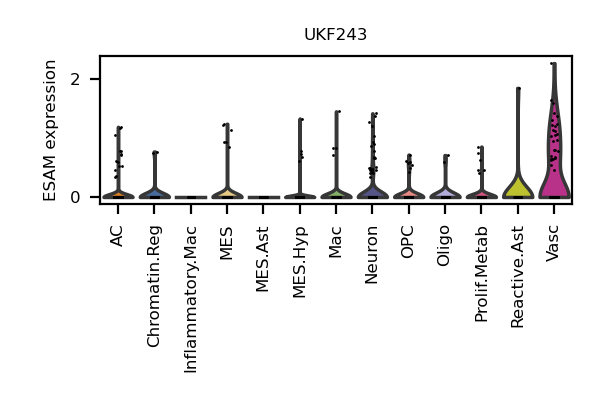 UKF243
ESAM expression
2
0
AC
Chromatin.Reg
Inflammatory.Mac
MES
MES.Ast
MES.Hyp
Mac
Neuron
OPC
Oligo
Prolif.Metab
Reactive.Ast
Vasc